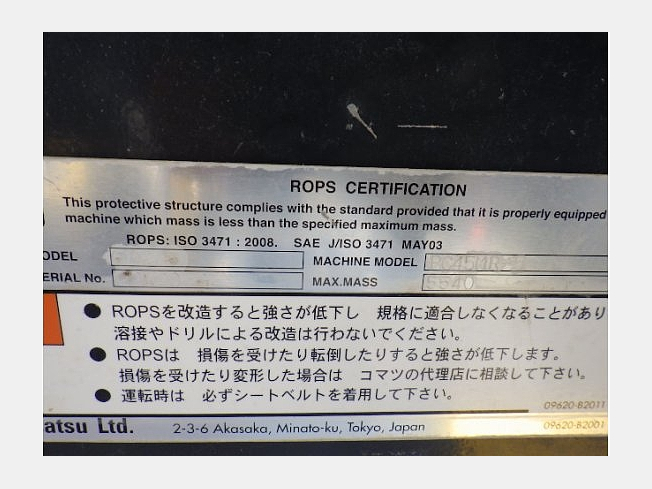 ROPS CERTIFICATION
This protective structure complies with the standard provided that it is properly equipped
machine which mass is less than the specified maximum mass.
ROPS: ISO 3471 : 2008. SAE J/ISO 3471 MAY03
ODEL MACHINE MODEL
ERIAL No. MAX.MASS
● ROPSを改造すると強さが低下し 規格に適合しなくなることがあり
溶接やドリルによる改造は行わないでください。
● ROPSは 損傷を受けたり転倒したりすると強さが低下します。
損傷を受けたり変形した場合は コマツの代理店に相談して下さい。
● 運転時は 必ずシートベルトを着用して下さい。
09620-B2011
atsu Ltd. 2-3-6 Akasaka, Minato-ku, Tokyo, Japan 09620-B2001